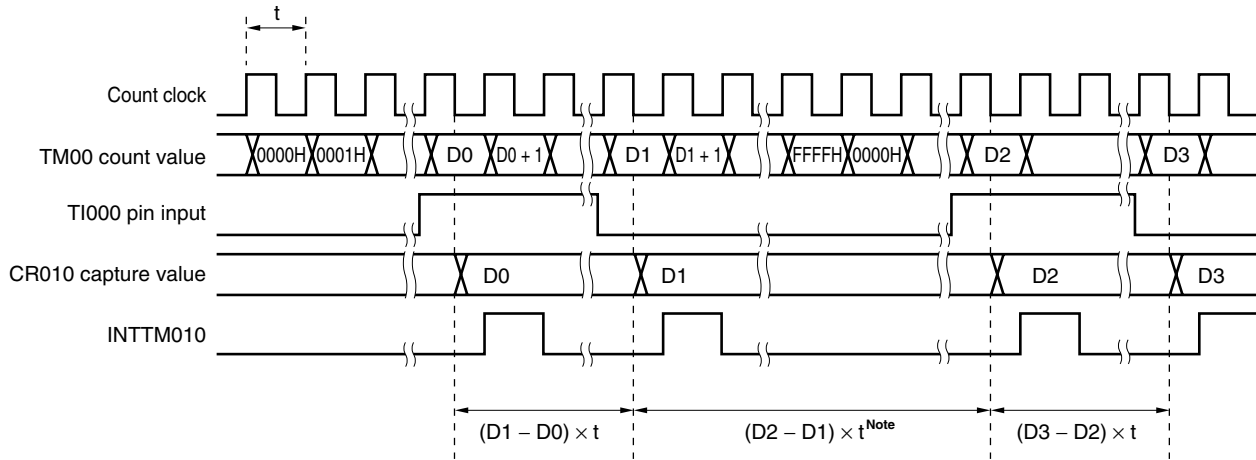 t
Count clock
TM00 count value
0000H 0001H D0 D0 + 1 D1 D1 + 1 FFFFH 0000H D2 D3
TI000 pin input
CR010 capture value
D0 D1 D2 D3
INTTM010
(D1 – D0) × t (D2 – D1) × t Note (D3 – D2) × t